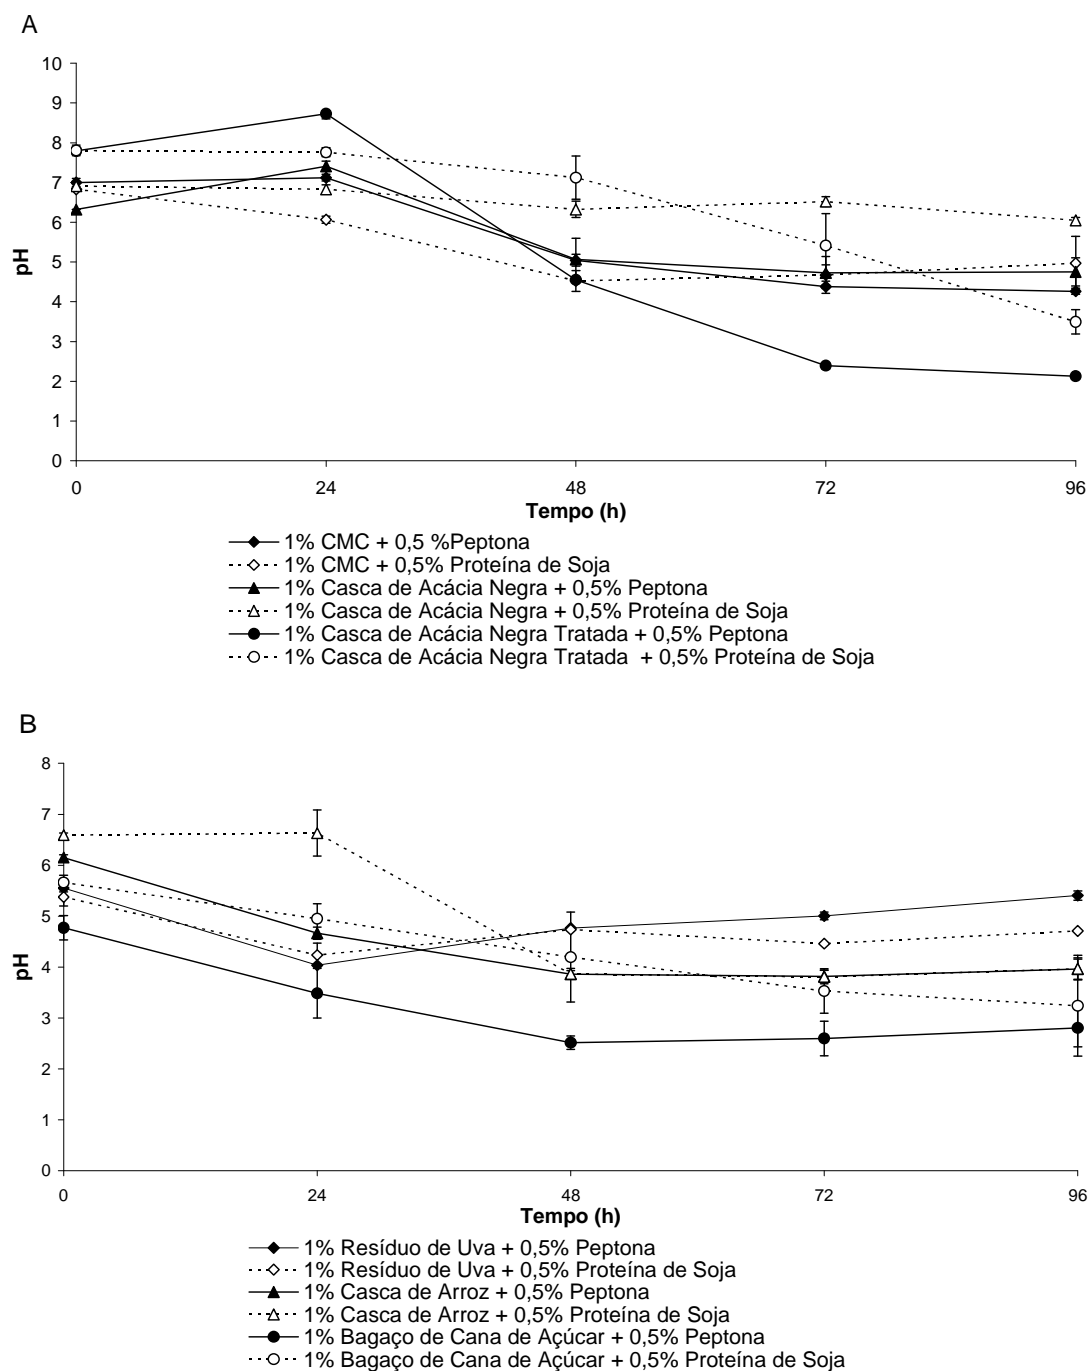 A
10
9
8
7
6
5
4
3
2
1
0
pH
0 24 48 72 96
Tempo (h)
1% CMC + 0,5 %Peptona
1% CMC + 0,5% Proteína de Soja
1% Casca de Acácia Negra + 0,5% Peptona
1% Casca de Acácia Negra + 0,5% Proteína de Soja
1% Casca de Acácia Negra Tratada + 0,5% Peptona
1% Casca de Acácia Negra Tratada + 0,5% Proteína de Soja
B
8
7
6
5
4
3
2
1
0
pH
0 24 48 72 96
Tempo (h)
1% Resíduo de Uva + 0,5% Peptona
1% Resíduo de Uva + 0,5% Proteína de Soja
1% Casca de Arroz + 0,5% Peptona
1% Casca de Arroz + 0,5% Proteína de Soja
1% Bagaço de Cana de Açúcar + 0,5% Peptona
1% Bagaço de Cana de Açúcar + 0,5% Proteína de Soja